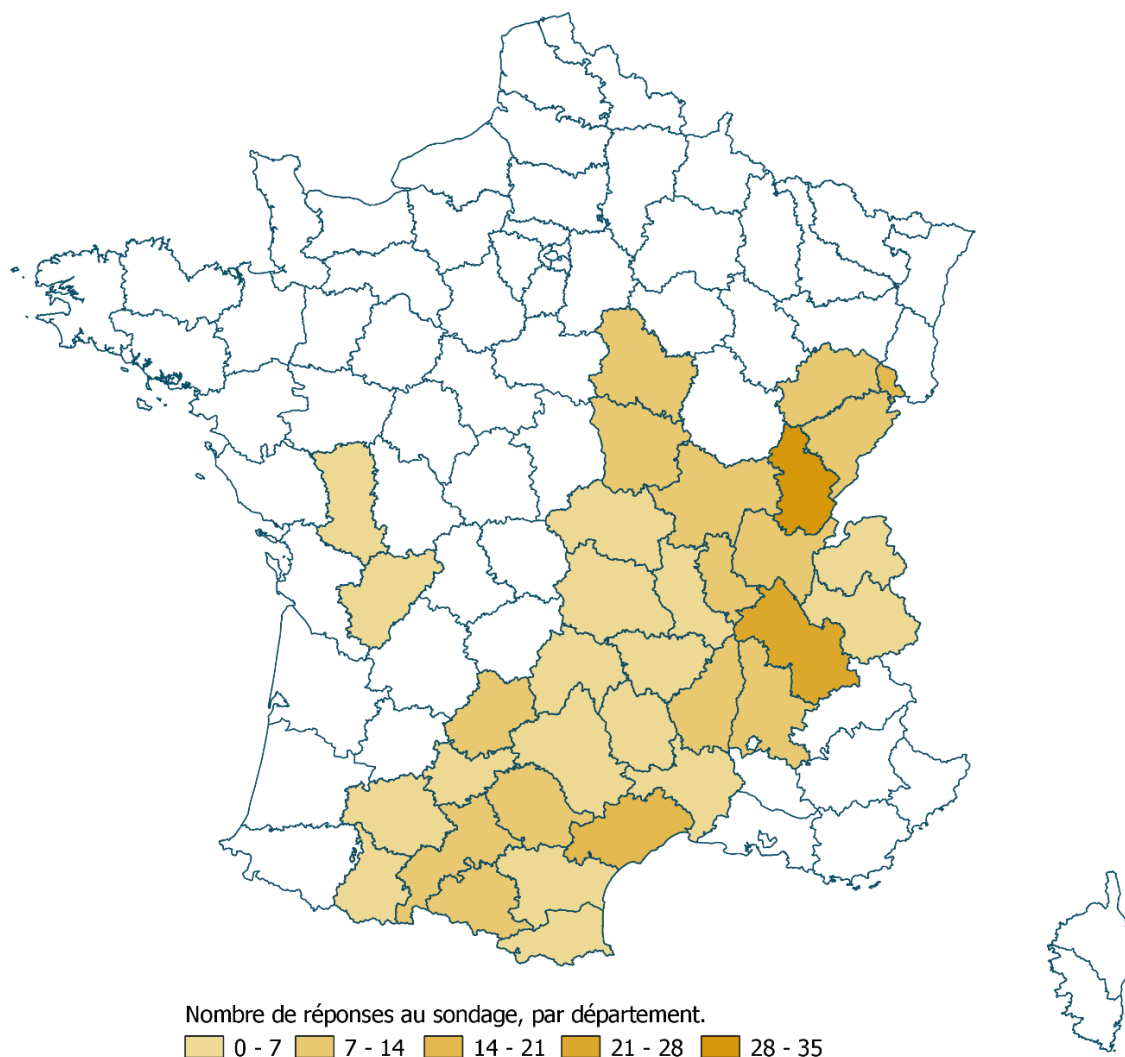 Nombre de réponses au sondage, par département.
0 - 7 7 - 14 14 - 21 21 - 28 28 - 35